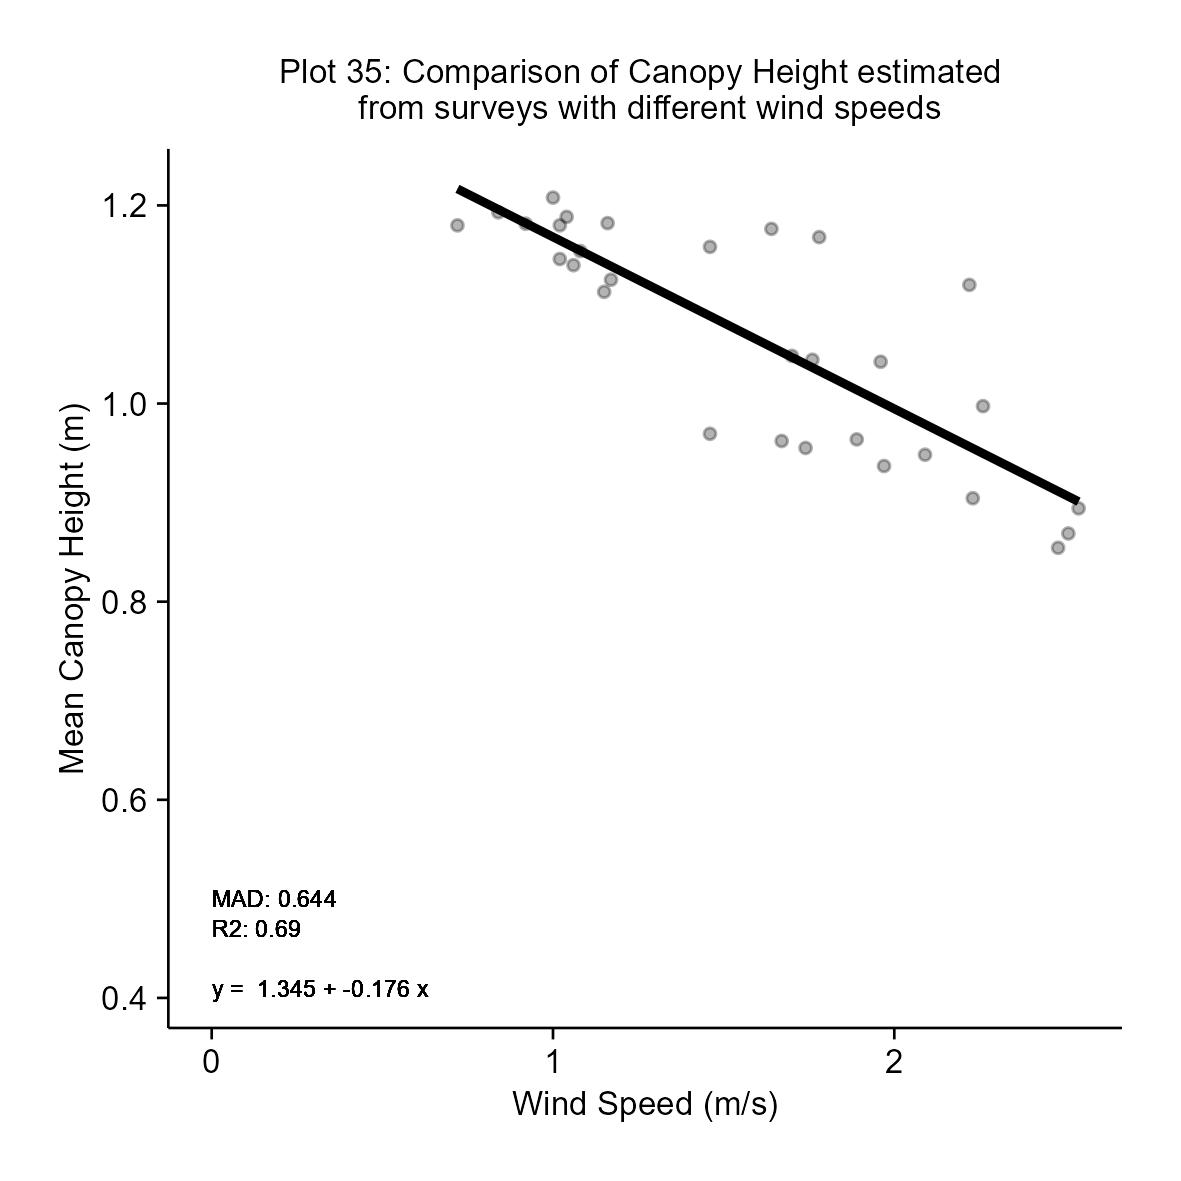 Plot 35: Comparison of Canopy Height estimated
from surveys with different wind speeds
Mean Canopy Height (m)
1.2
1.0
0.8
0.6
0.4
MAD: 0.644
R2: 0.69
y =  1.345 + -0.176 x
0
1
2
Wind Speed (m/s)